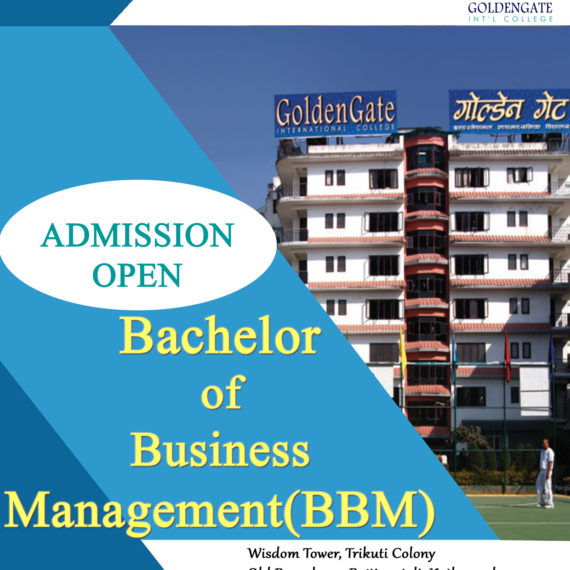 GOLDENGATE
INT'L COLLEGE
GoldenGate
INTERNATIONAL COLLEGE
गोल्डेन गेट
ADMISSION
OPEN
Bachelor
of
Business
Management(BBM)
Wisdom Tower, Trikuti Colony